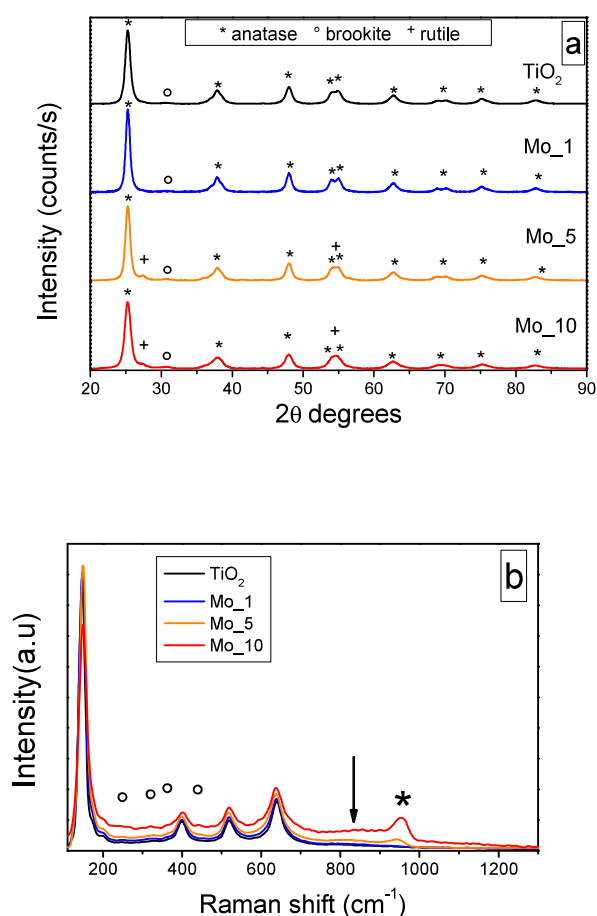 * anatase ° brookite + rutile
a
TiO₂
Mo_1
Mo_5
Mo_10
Intensity (counts/s)
20 30 40 50 60 70 80 90
2θ degrees
b
TiO₂
Mo_1
Mo_5
Mo_10
Intensity(a.u)
*
200 400 600 800 1000 1200
Raman shift (cm⁻¹)